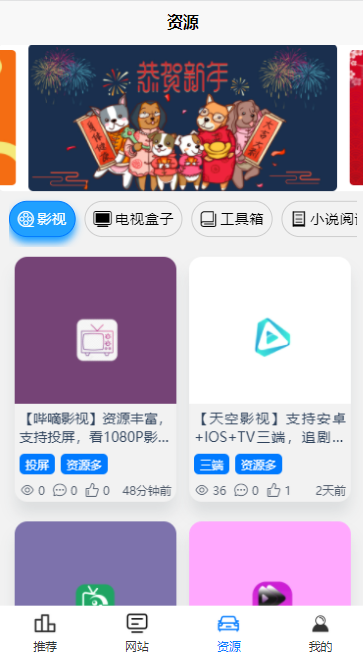 资源
恭贺新年
影视
电视盒子
工具箱
小说阅读
【哔嘀影视】资源丰富，
支持投屏，看1080P影...
投屏 资源多
0 0 0 48分钟前
【天空影视】支持安卓
+IOS+TV三端，追剧...
三端 资源多
36 0 1 2天前
推荐
网站
资源
我的